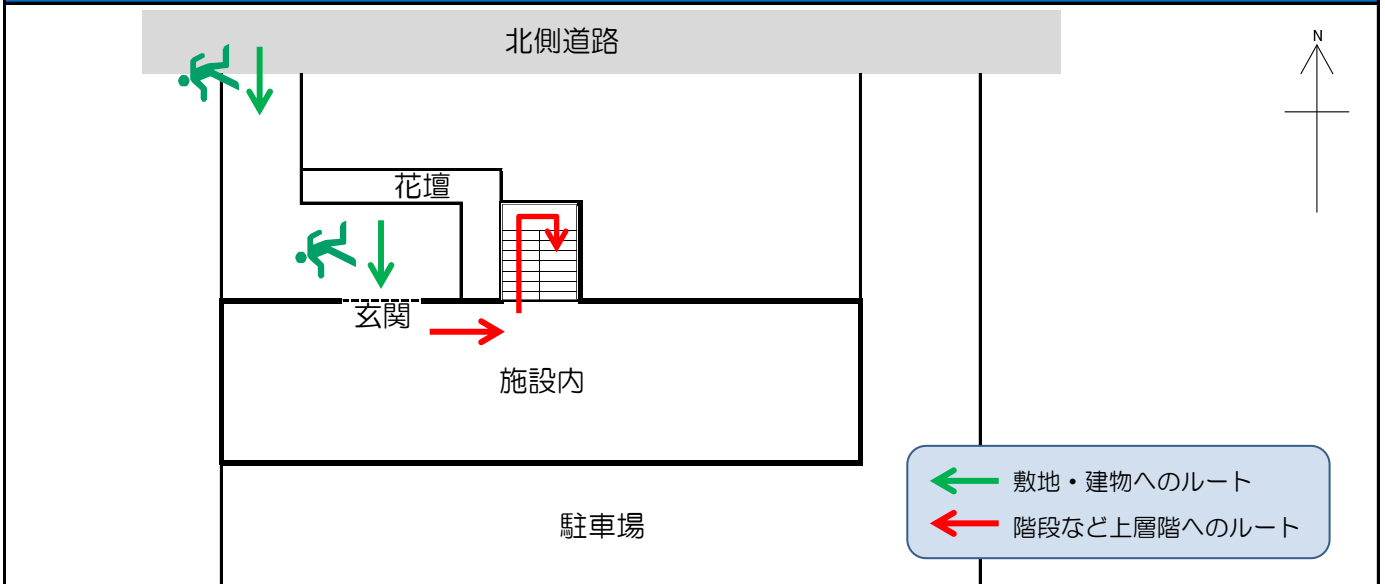 北側道路
N
花壇
玄関
施設内
敷地・建物へのルート
階段など上層階へのルート
駐車場